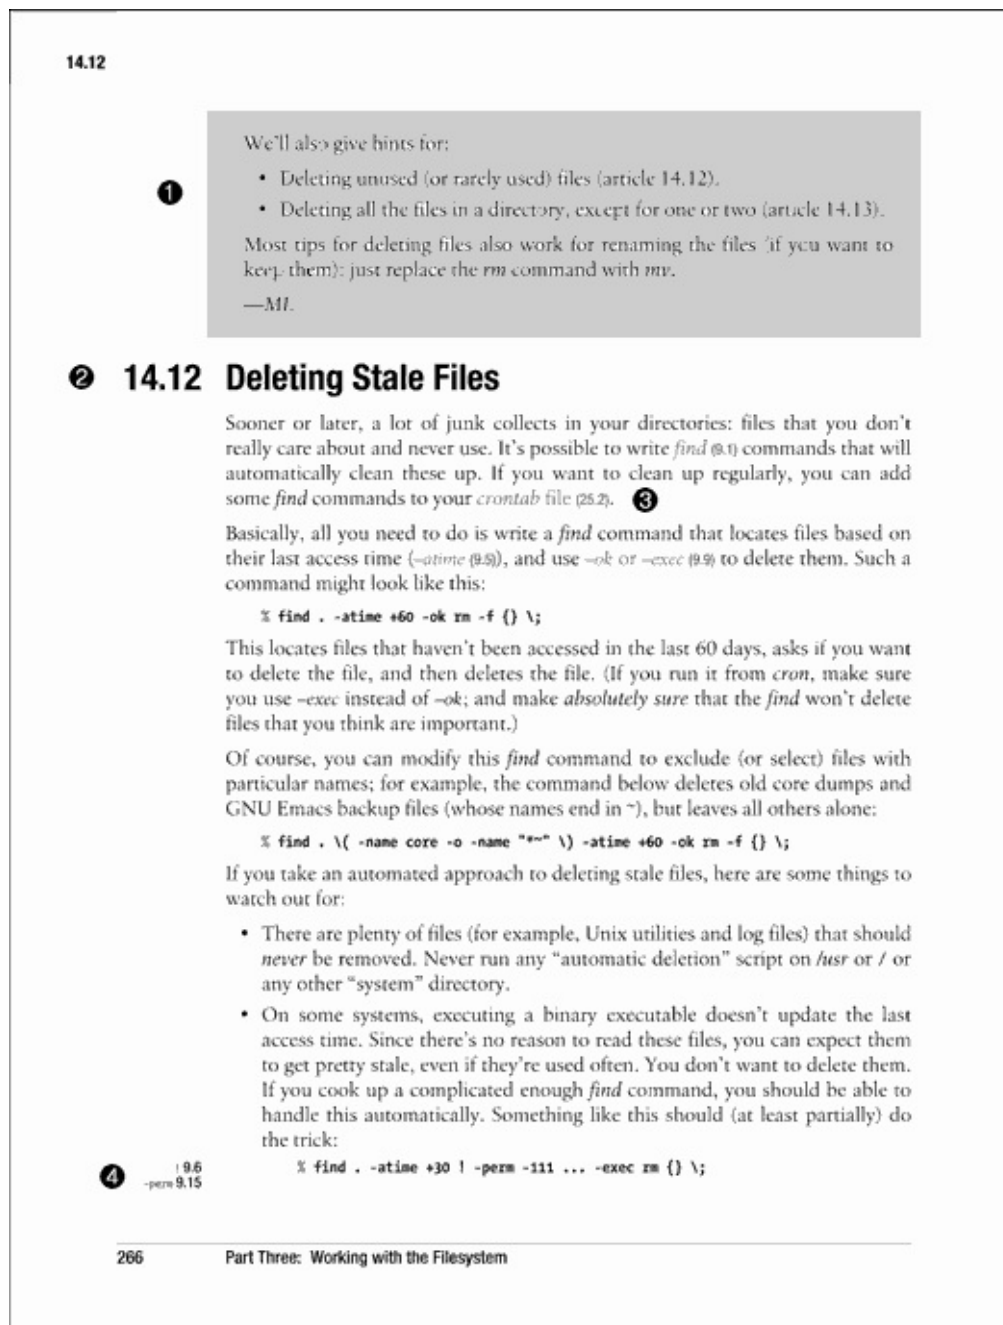 14.12
We'll also give hints for:
❶
• Deleting unused (or rarely used) files (article 14.12).
• Deleting all the files in a directory, except for one or two (article 14.13).
Most tips for deleting files also work for renaming the files (if you want to
keep them): just replace the rm command with mv.
—ML
❷ 14.12 Deleting Stale Files
Sooner or later, a lot of junk collects in your directories: files that you don't
really care about and never use. It's possible to write find (9.1) commands that will
automatically clean these up. If you want to clean up regularly, you can add
some find commands to your crontab file (25.2). ❸
Basically, all you need to do is write a find command that locates files based on
their last access time (–atime (9.5)), and use –ok or –exec (9.9) to delete them. Such a
command might look like this:
% find . -atime +60 -ok rm -f {} \;
This locates files that haven't been accessed in the last 60 days, asks if you want
to delete the file, and then deletes the file. (If you run it from cron, make sure
you use –exec instead of –ok; and make absolutely sure that the find won't delete
files that you think are important.)
Of course, you can modify this find command to exclude (or select) files with
particular names; for example, the command below deletes old core dumps and
GNU Emacs backup files (whose names end in ~), but leaves all others alone:
% find . \( -name core -o -name "*~" \) -atime +60 -ok rm -f {} \;
If you take an automated approach to deleting stale files, here are some things to
watch out for:
• There are plenty of files (for example, Unix utilities and log files) that should
never be removed. Never run any “automatic deletion” script on /usr or / or
any other “system” directory.
• On some systems, executing a binary executable doesn't update the last
access time. Since there's no reason to read these files, you can expect them
to get pretty stale, even if they're used often. You don't want to delete them.
If you cook up a complicated enough find command, you should be able to
handle this automatically. Something like this should (at least partially) do
the trick:
❹ ! 9.6
-perm 9.15
% find . -atime +30 ! -perm -111 ... -exec rm {} \;
266 Part Three: Working with the Filesystem